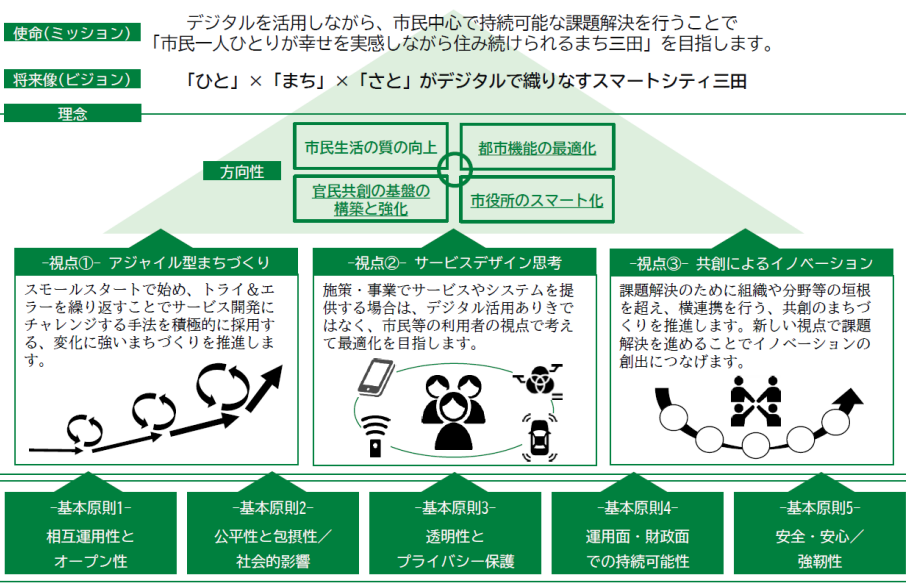 使命(ミッション)
デジタルを活用しながら、市民中心で持続可能な課題解決を行うことで
「市民一人ひとりが幸せを実感しながら住み続けられるまち三田」を目指します。
将来像(ビジョン)
「ひと」×「まち」×「さと」がデジタルで織りなすスマートシティ三田
理念
方向性
市民生活の質の向上
都市機能の最適化
官民共創の基盤の
構築と強化
市役所のスマート化
-視点①- アジャイル型まちづくり
スモールスタートで始め、トライ＆エ
ラーを繰り返すことでサービス開発に
チャレンジする手法を積極的に採用す
る、変化に強いまちづくりを推進しま
す。
-視点②- サービスデザイン思考
施策・事業でサービスやシステムを提
供する場合は、デジタル活用ありきで
はなく、市民等の利用者の視点で考え
て最適化を目指します。
-視点③- 共創によるイノベーション
課題解決のために組織や分野等の垣根
を超え、横連携を行う、共創のまちづ
くりを推進します。新しい視点で課題
解決を進めることでイノベーションの
創出につなげます。
-基本原則1-
相互運用性と
オープン性
-基本原則2-
公平性と包摂性／
社会的影響
-基本原則3-
透明性と
プライバシー保護
-基本原則4-
運用面・財政面
での持続可能性
-基本原則5-
安全・安心／
強靭性